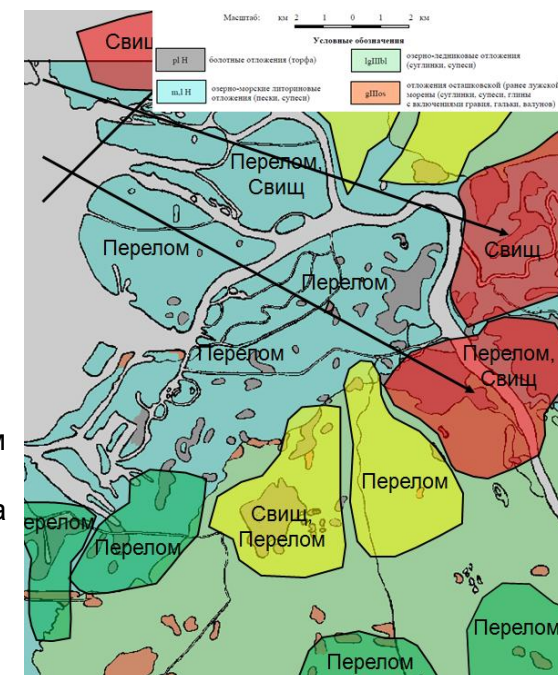 Масштаб: км 2 1 0 1 2 км
Условные обозначения
pl H болотные отложения (торфа)
m,l H озерно-морские литориновые отложения (пески, супеси)
lgIIIbl озерно-ледниковые отложения (суглинки, супеси)
gIIIos отложения осташковской (ранее лужской) морены (суглинки, супеси, глины с включениями гравия, гальки, валунов)
Свищ
Перелом,
Свищ
Перелом
Перелом
Свищ
Перелом
Перелом,
Свищ
Перелом
Свищ,
Перелом
ерелом
Перелом
Перелом
Перелом
а